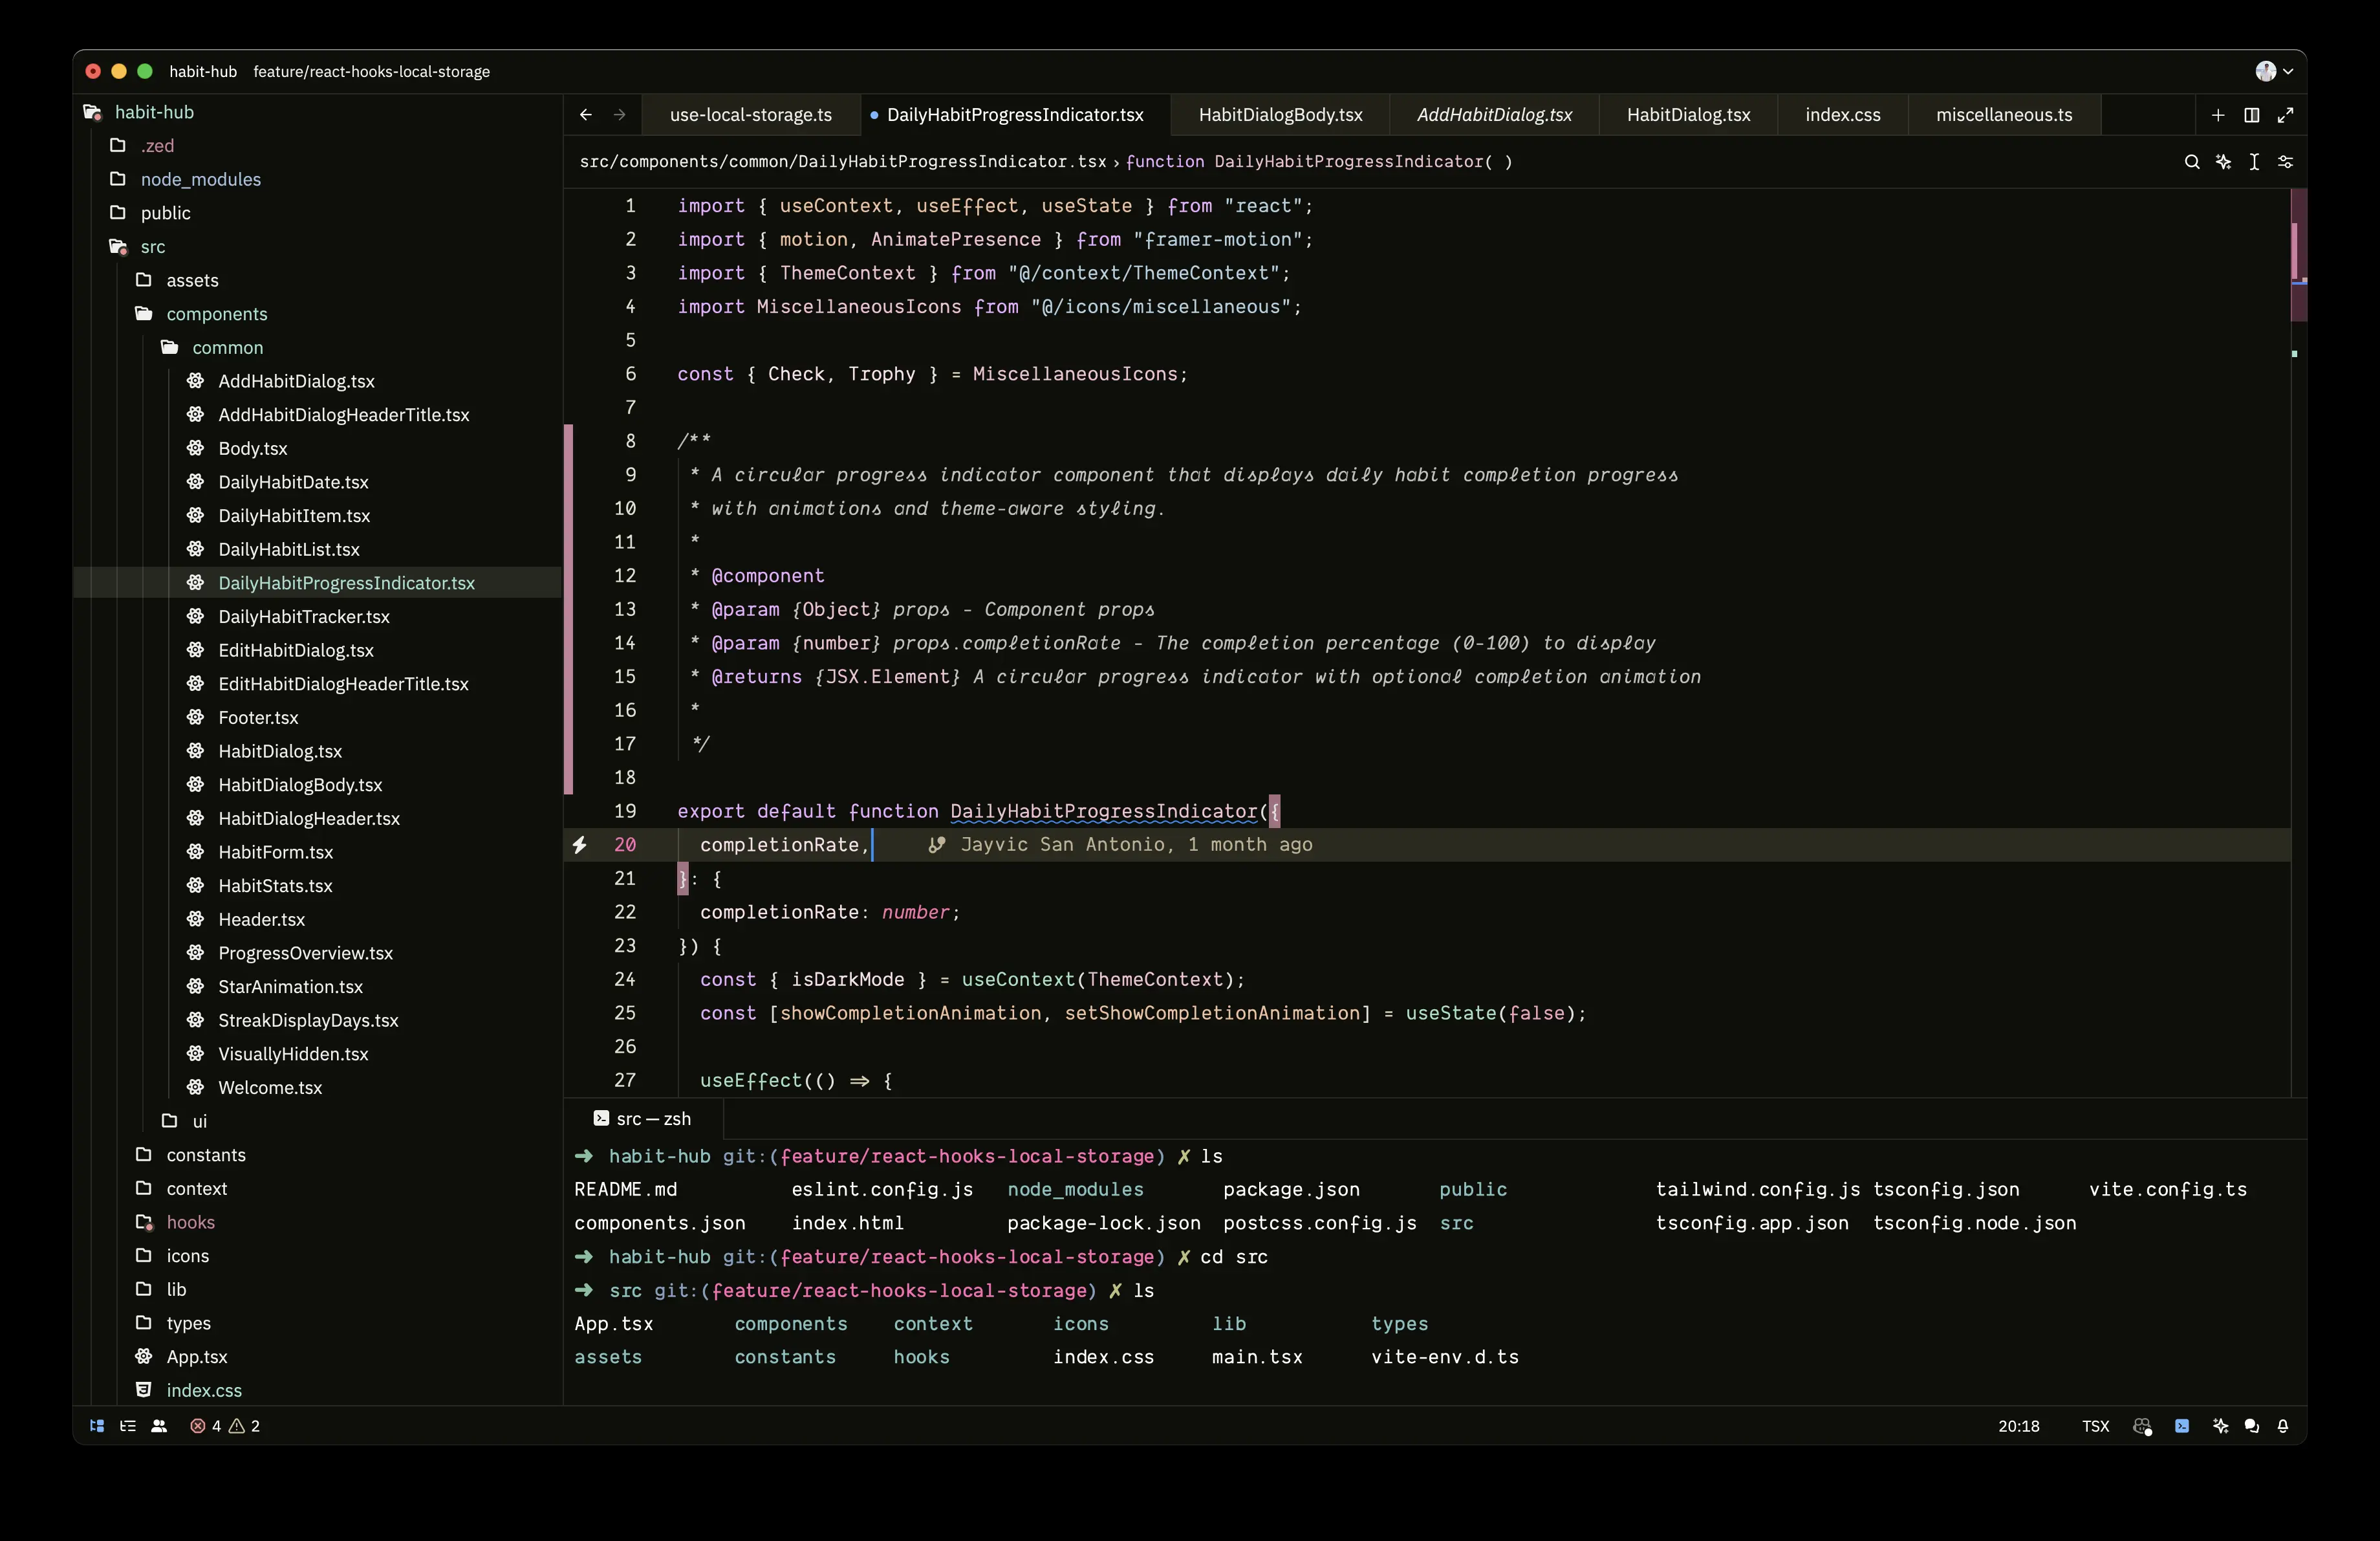 habit-hub feature/react-hooks-local-storage
habit-hub
.zed
node_modules
public
src
assets
components
common
AddHabitDialog.tsx
AddHabitDialogHeaderTitle.tsx
Body.tsx
DailyHabitDate.tsx
DailyHabitItem.tsx
DailyHabitList.tsx
DailyHabitProgressIndicator.tsx
DailyHabitTracker.tsx
EditHabitDialog.tsx
EditHabitDialogHeaderTitle.tsx
Footer.tsx
HabitDialog.tsx
HabitDialogBody.tsx
HabitDialogHeader.tsx
HabitForm.tsx
HabitStats.tsx
Header.tsx
ProgressOverview.tsx
StarAnimation.tsx
StreakDisplayDays.tsx
VisuallyHidden.tsx
Welcome.tsx
ui
constants
context
hooks
icons
lib
types
App.tsx
index.css
use-local-storage.ts DailyHabitProgressIndicator.tsx HabitDialogBody.tsx AddHabitDialog.tsx HabitDialog.tsx index.css miscellaneous.ts
src/components/common/DailyHabitProgressIndicator.tsx › function DailyHabitProgressIndicator( )
1 import { useContext, useEffect, useState } from "react";
2 import { motion, AnimatePresence } from "framer-motion";
3 import { ThemeContext } from "@/context/ThemeContext";
4 import MiscellaneousIcons from "@/icons/miscellaneous";
5
6 const { Check, Trophy } = MiscellaneousIcons;
7
8 /**
9 * A circular progress indicator component that displays daily habit completion progress
10 * with animations and theme-aware styling.
11 *
12 * @component
13 * @param {Object} props - Component props
14 * @param {number} props.completionRate - The completion percentage (0-100) to display
15 * @returns {JSX.Element} A circular progress indicator with optional completion animation
16 *
17 */
18
19 export default function DailyHabitProgressIndicator({
20 completionRate, Jayvic San Antonio, 1 month ago
21 }: {
22 completionRate: number;
23 }) {
24 const { isDarkMode } = useContext(ThemeContext);
25 const [showCompletionAnimation, setShowCompletionAnimation] = useState(false);
26
27 useEffect(() ⇒ {
src — zsh
➜ habit-hub git:(feature/react-hooks-local-storage) ✗ ls
README.md eslint.config.js node_modules package.json public tailwind.config.js tsconfig.json vite.config.ts
components.json index.html package-lock.json postcss.config.js src tsconfig.app.json tsconfig.node.json
➜ habit-hub git:(feature/react-hooks-local-storage) ✗ cd src
➜ src git:(feature/react-hooks-local-storage) ✗ ls
App.tsx components context icons lib types
assets constants hooks index.css main.tsx vite-env.d.ts
4 2 20:18 TSX